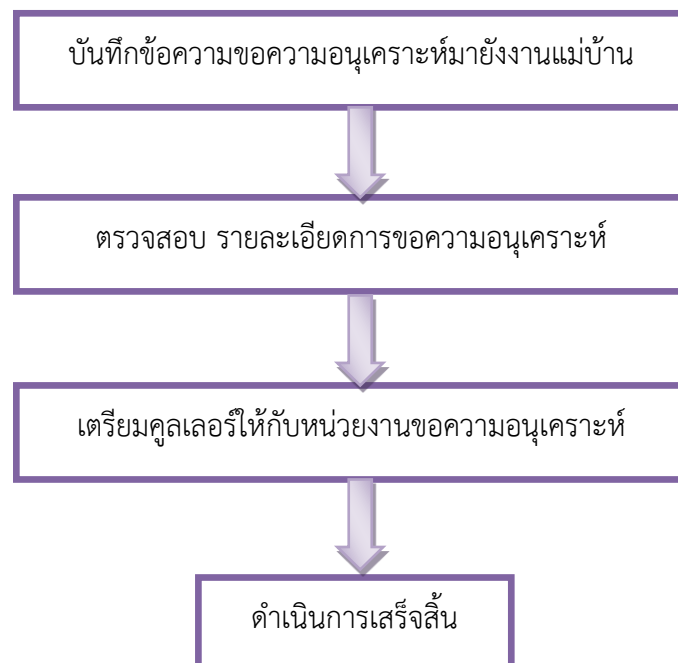 บันทึกข้อความขอความอนุเคราะห์มายังงานแม่บ้าน
ตรวจสอบ รายละเอียดการขอความอนุเคราะห์
เตรียมคูลเลอร์ให้กับหน่วยงานขอความอนุเคราะห์
ดำเนินการเสร็จสิ้น